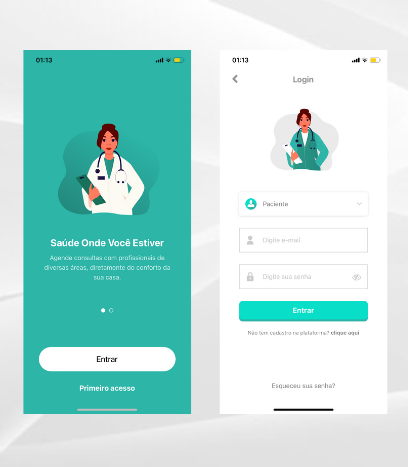 01:13
Saúde Onde Você Estiver
Agende consultas com profissionais de
diversas áreas, diretamente do conforto da
sua casa.
Entrar
Primeiro acesso
01:13
Login
Paciente
Digite e-mail
Digite sua senha
Entrar
Não tem cadastro na plataforma? clique aqui
Esqueceu sua senha?